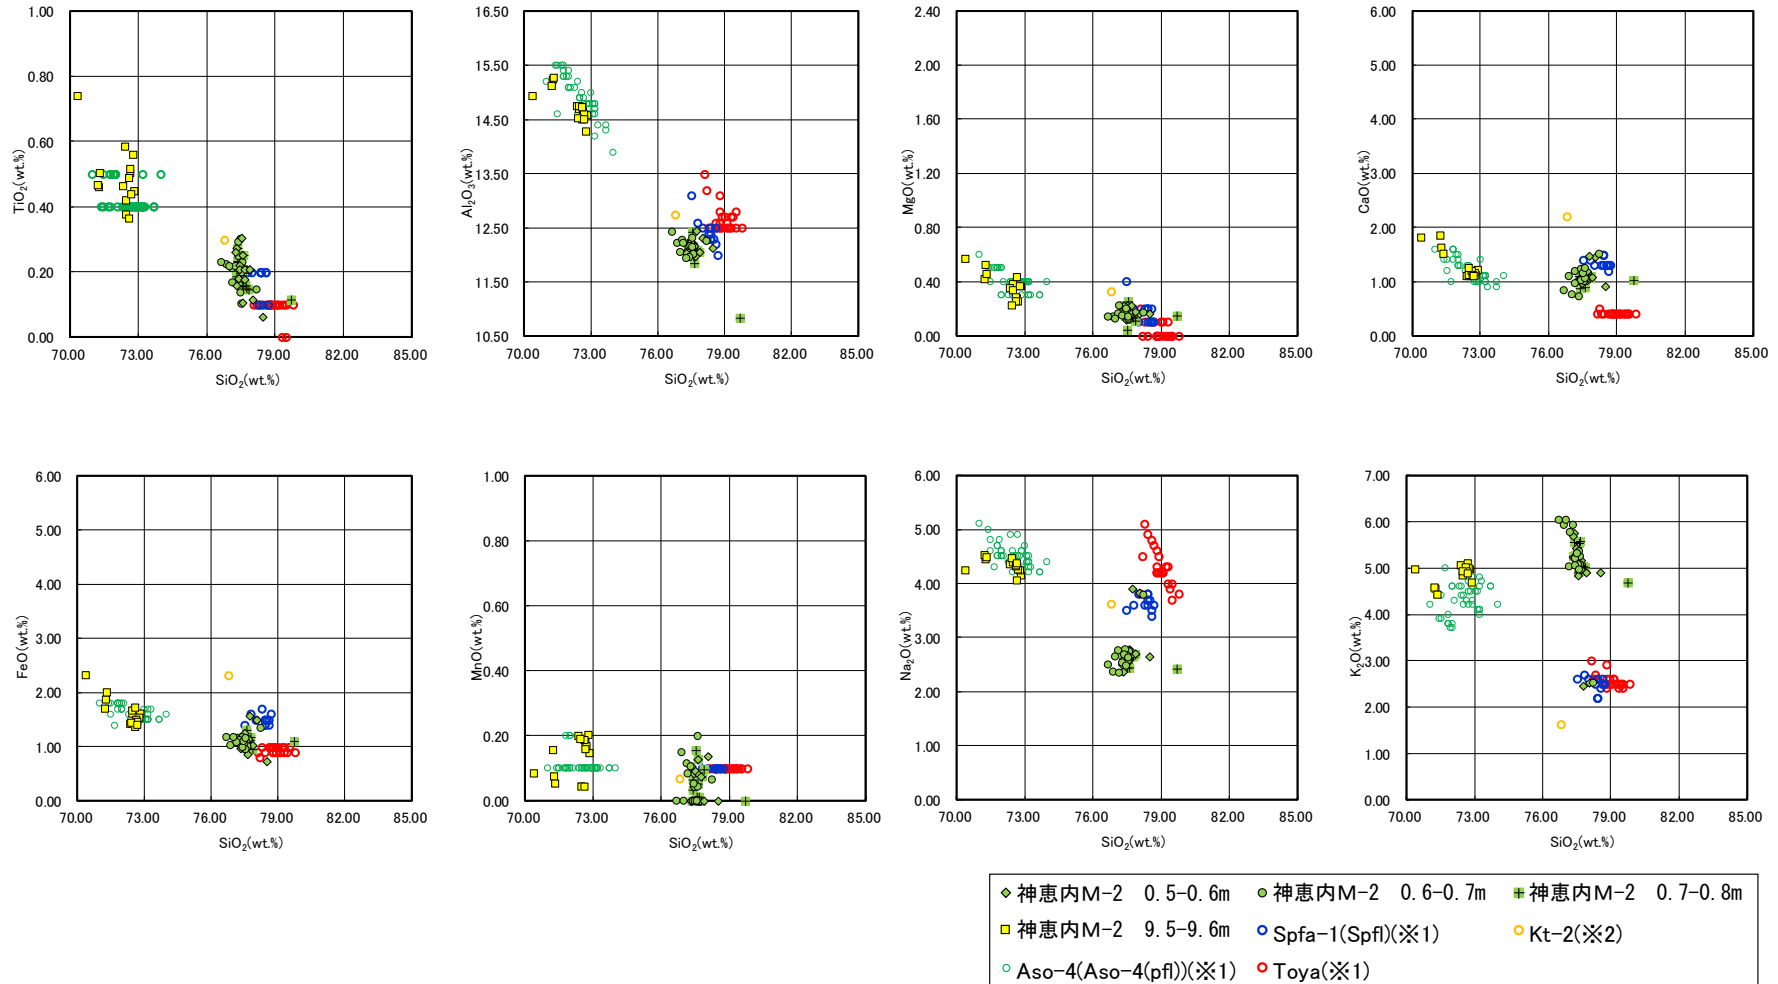 1.00
0.80
0.60
0.40
0.20
0.00
TiO2(wt.%)
70.00 73.00 76.00 79.00 82.00 85.00
SiO2(wt.%)
16.50
15.50
14.50
13.50
12.50
11.50
10.50
Al2O3(wt.%)
70.00 73.00 76.00 79.00 82.00 85.00
SiO2(wt.%)
2.40
2.00
1.60
1.20
0.80
0.40
0.00
MgO(wt.%)
70.00 73.00 76.00 79.00 82.00 85.00
SiO2(wt.%)
6.00
5.00
4.00
3.00
2.00
1.00
0.00
CaO(wt.%)
70.00 73.00 76.00 79.00 82.00 85.00
SiO2(wt.%)
6.00
5.00
4.00
3.00
2.00
1.00
0.00
FeO(wt.%)
70.00 73.00 76.00 79.00 82.00 85.00
SiO2(wt.%)
1.00
0.80
0.60
0.40
0.20
0.00
MnO(wt.%)
70.00 73.00 76.00 79.00 82.00 85.00
SiO2(wt.%)
6.00
5.00
4.00
3.00
2.00
1.00
0.00
Na2O(wt.%)
70.00 73.00 76.00 79.00 82.00 85.00
SiO2(wt.%)
7.00
6.00
5.00
4.00
3.00
2.00
1.00
0.00
K2O(wt.%)
70.00 73.00 76.00 79.00 82.00 85.00
SiO2(wt.%)
神恵内M-2 0.5-0.6m 神恵内M-2 0.6-0.7m 神恵内M-2 0.7-0.8m
神恵内M-2 9.5-9.6m Spfa-1(Spfl)(※1) Kt-2(※2)
Aso-4(Aso-4(pfl))(※1) Toya(※1)